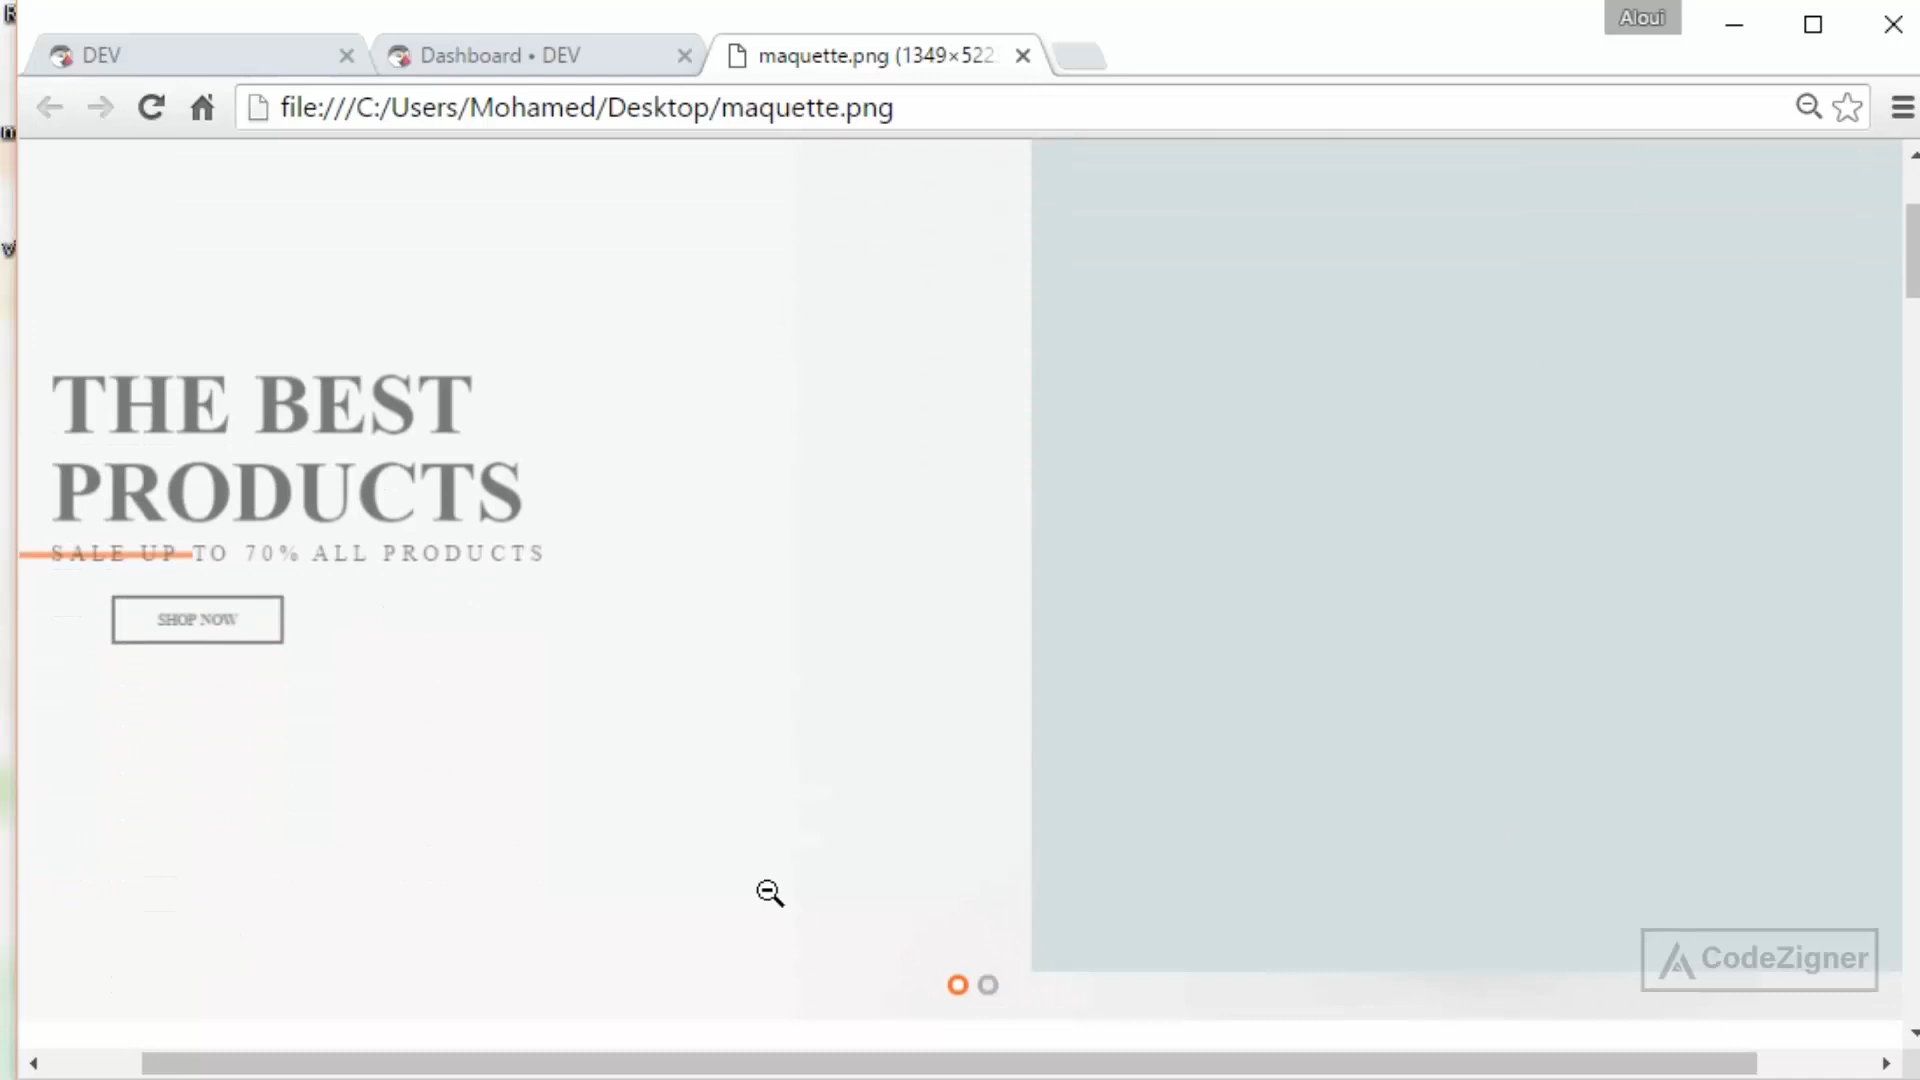 Aloui
DEV
Dashboard • DEV
maquette.png (1349×522
file:///C:/Users/Mohamed/Desktop/maquette.png
THE BEST
PRODUCTS
SALE UP TO 70% ALL PRODUCTS
SHOP NOW
CodeZigner